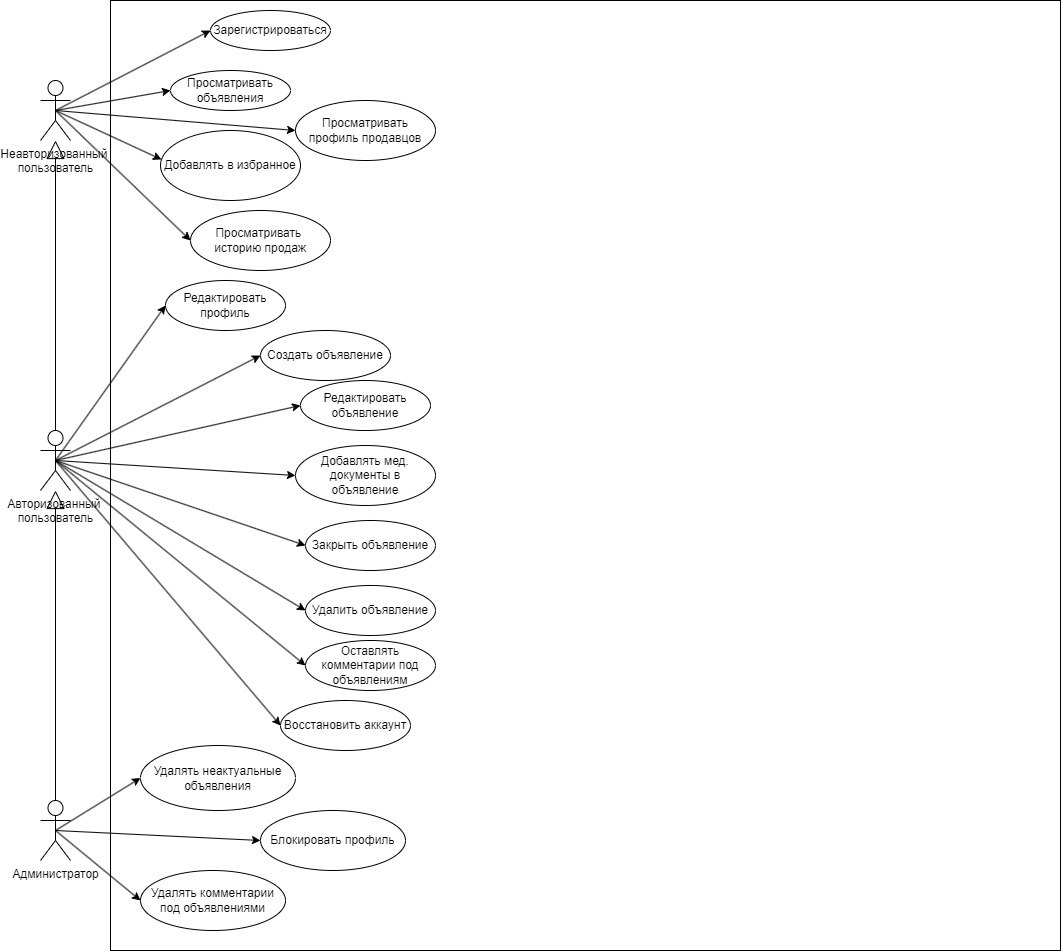 Зарегистрироваться
Просматривать
объявления
Просматривать
профиль продавцов
Неавторизованный
пользователь
Добавлять в избранное
Просматривать
историю продаж
Редактировать
профиль
Создать объявление
Редактировать
объявление
Добавлять мед.
документы в
объявление
Авторизованный
пользователь
Закрыть объявление
Удалить объявление
Оставлять
комментарии под
объявлениям
Восстановить аккаунт
Удалять неактуальные
объявления
Блокировать профиль
Администратор
Удалять комментарии
под объявлениями